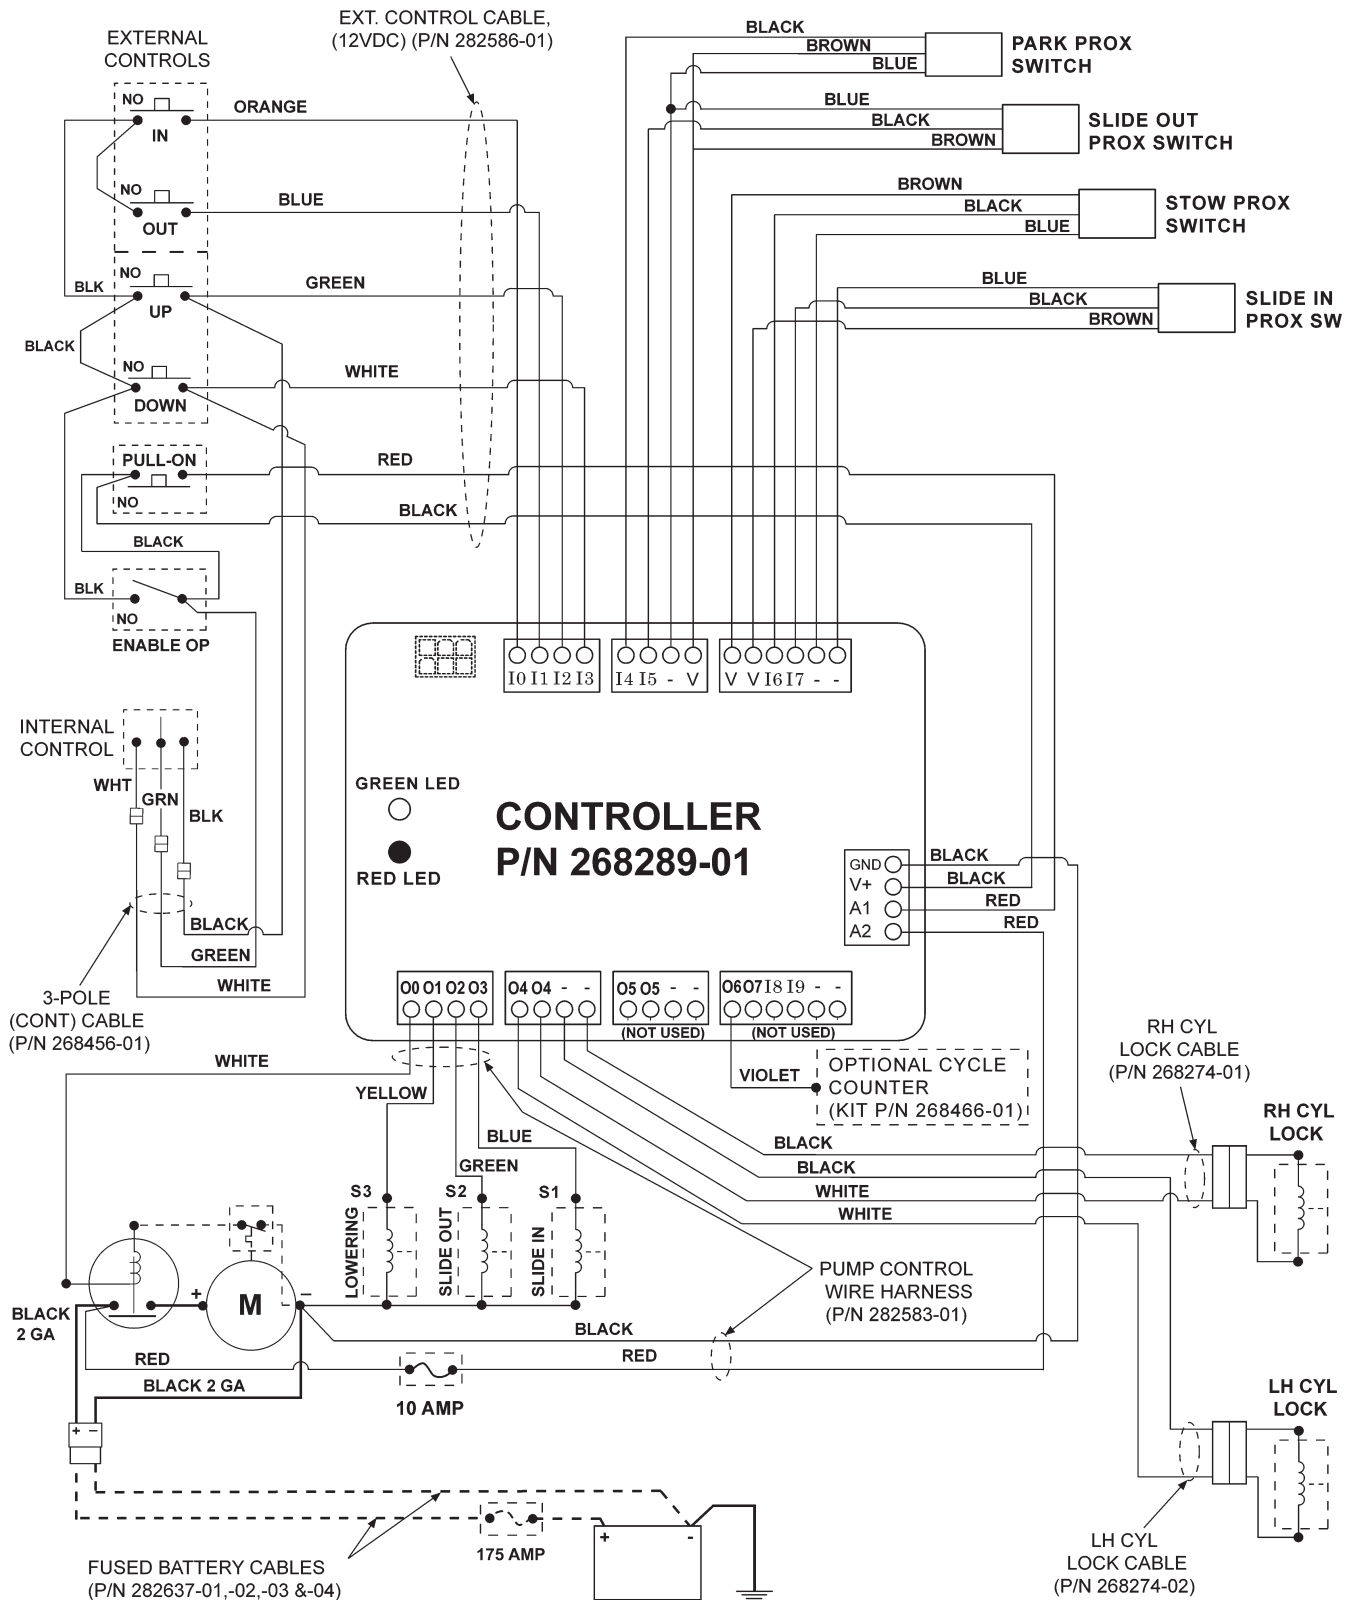 EXT. CONTROL CABLE,
(12VDC) (P/N 282586-01)
EXTERNAL
CONTROLS
NO
IN
ORANGE
NO
OUT
BLUE
NO
BLK
UP
GREEN
BLACK
NO
DOWN
WHITE
PULL-ON
NO
RED
BLACK
BLACK
BLK
NO
ENABLE OP
BLACK
BROWN
BLUE
PARK PROX
SWITCH
BLUE
BLACK
BROWN
SLIDE OUT
PROX SWITCH
BROWN
BLACK
BLUE
STOW PROX
SWITCH
BLUE
BLACK
BROWN
SLIDE IN
PROX SW
I0 I1 I2 I3
I4 I5 - V
V V I6 I7 - -
INTERNAL
CONTROL
WHT
GRN
BLK
BLACK
GREEN
WHITE
3-POLE
(CONT) CABLE
(P/N 268456-01)
GREEN LED
RED LED
CONTROLLER
P/N 268289-01
GND
V+
A1
A2
BLACK
BLACK
RED
RED
O0 O1 O2 O3
O4 O4 - -
O5 O5 - -
(NOT USED)
O6 O7 I8 I9 - -
(NOT USED)
WHITE
YELLOW
BLUE
GREEN
VIOLET
OPTIONAL CYCLE
COUNTER
(KIT P/N 268466-01)
RH CYL
LOCK CABLE
(P/N 268274-01)
RH CYL
LOCK
BLACK
BLACK
WHITE
WHITE
S3
LOWERING
S2
SLIDE OUT
S1
SLIDE IN
+
M
–
BLACK
2 GA
PUMP CONTROL
WIRE HARNESS
(P/N 282583-01)
BLACK
RED
RED
BLACK 2 GA
10 AMP
+ –
LH CYL
LOCK
LH CYL
LOCK CABLE
(P/N 268274-02)
175 AMP
+ -
FUSED BATTERY CABLES
(P/N 282637-01,-02,-03 &-04)